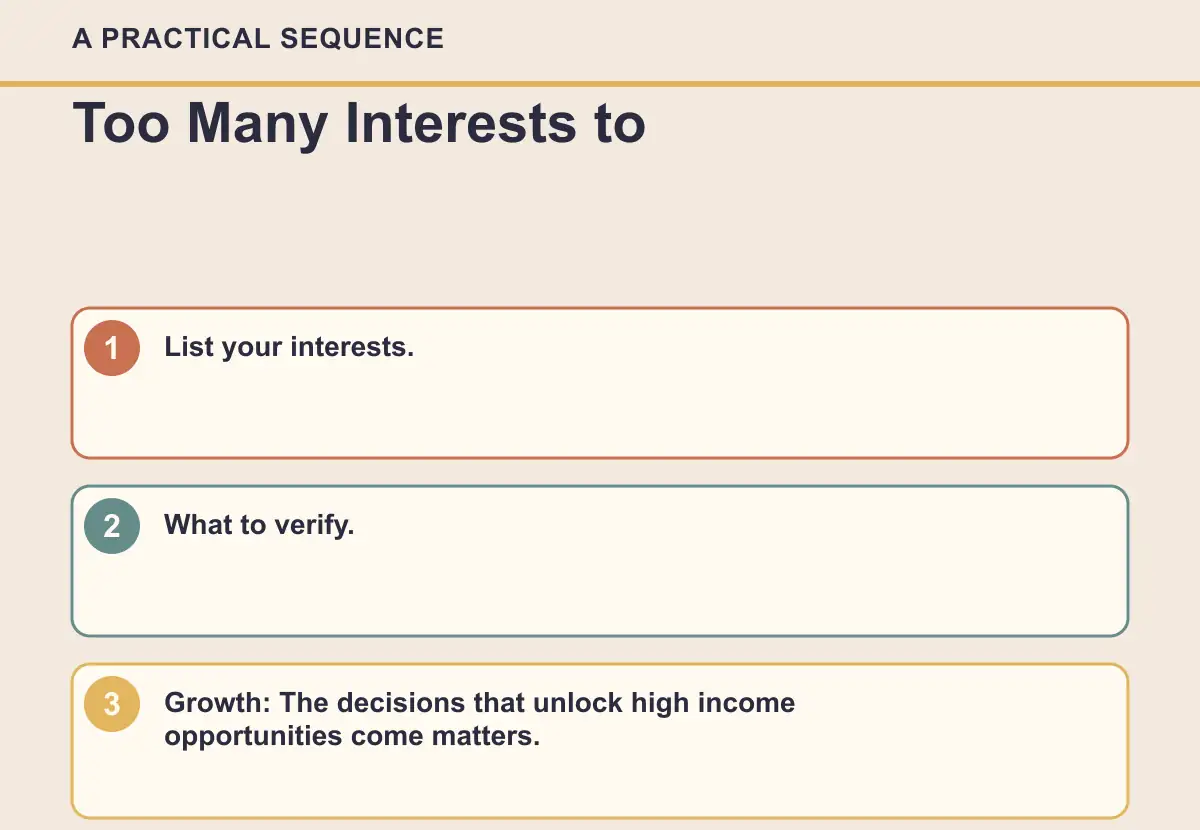 A PRACTICAL SEQUENCE
Too Many Interests to
1
List your interests.
2
What to verify.
3
Growth: The decisions that unlock high income
opportunities come matters.